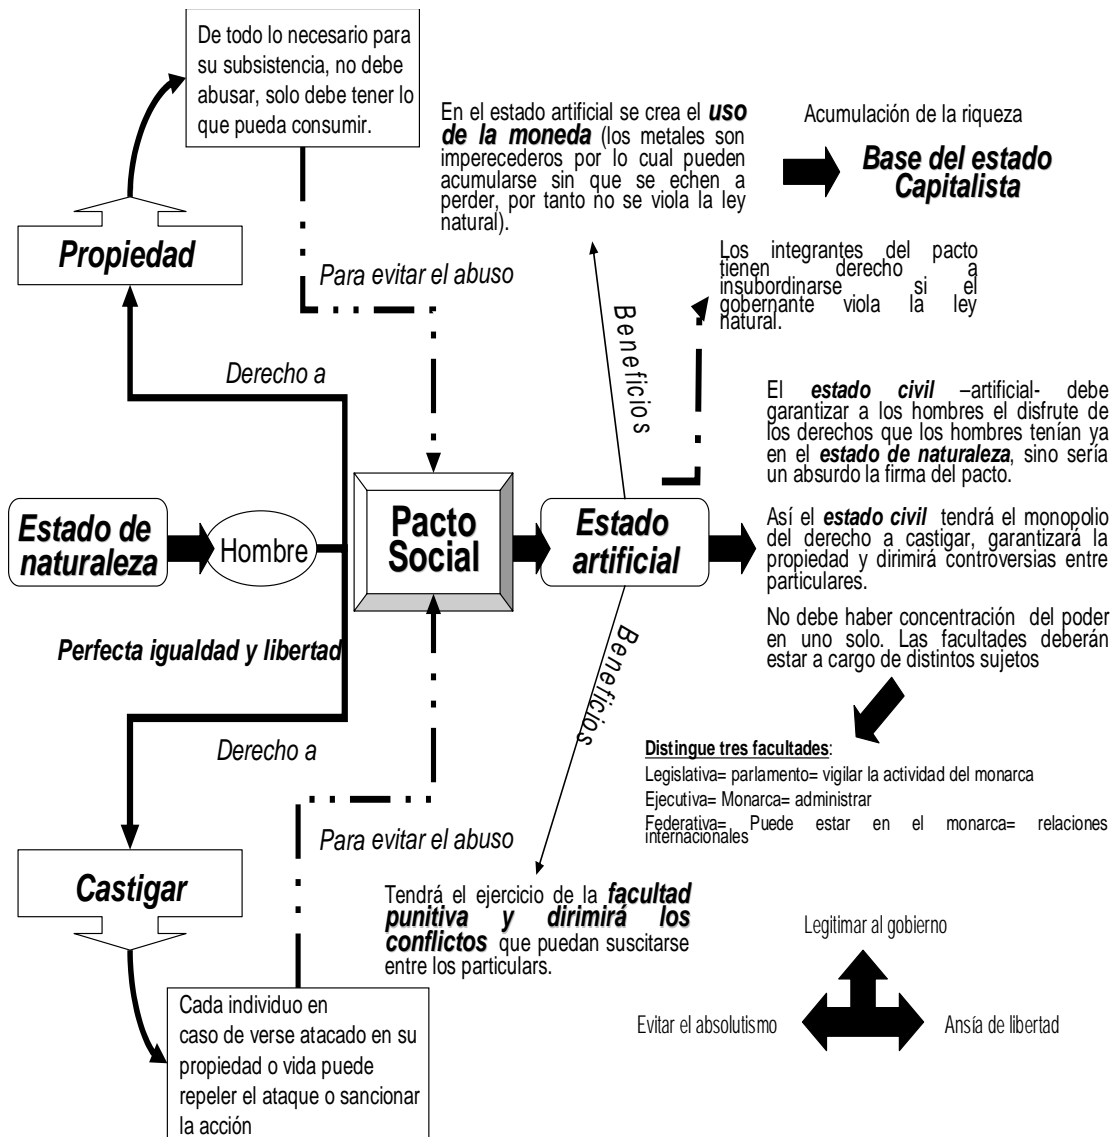 De todo lo necesario para
su subsistencia, no debe
abusar, solo debe tener lo
que pueda consumir.
En el estado artificial se crea el uso
de la moneda (los metales son
imperecederos por lo cual pueden
acumularse sin que se echen a
perder, por tanto no se viola la ley
natural).
Acumulación de la riqueza
Base del estado
Capitalista
Propiedad
Para evitar el abuso
Los integrantes del pacto
tienen derecho a
insubordinarse si el
gobernante viola la ley
natural.
Beneficios
Derecho a
El estado civil –artificial- debe
garantizar a los hombres el disfrute de
los derechos que los hombres tenían ya
en el estado de naturaleza, sino sería
un absurdo la firma del pacto.
Estado de
naturaleza
Hombre
Pacto
Social
Estado
artificial
Así el estado civil tendrá el monopolio
del derecho a castigar, garantizará la
propiedad y dirimirá controversias entre
particulares.
No debe haber concentración del poder
en uno solo. Las facultades deberán
estar a cargo de distintos sujetos
Perfecta igualdad y libertad
Beneficios
Derecho a
Distingue tres facultades:
Legislativa= parlamento= vigilar la actividad del monarca
Ejecutiva= Monarca= administrar
Federativa= Puede estar en el monarca= relaciones
internacionales
Para evitar el abuso
Castigar
Tendrá el ejercicio de la facultad
punitiva y dirimirá los
conflictos que puedan suscitarse
entre los particulars.
Legitimar al gobierno
Evitar el absolutismo
Ansía de libertad
Cada individuo en
caso de verse atacado en su
propiedad o vida puede
repeler el ataque o sancionar
la acción